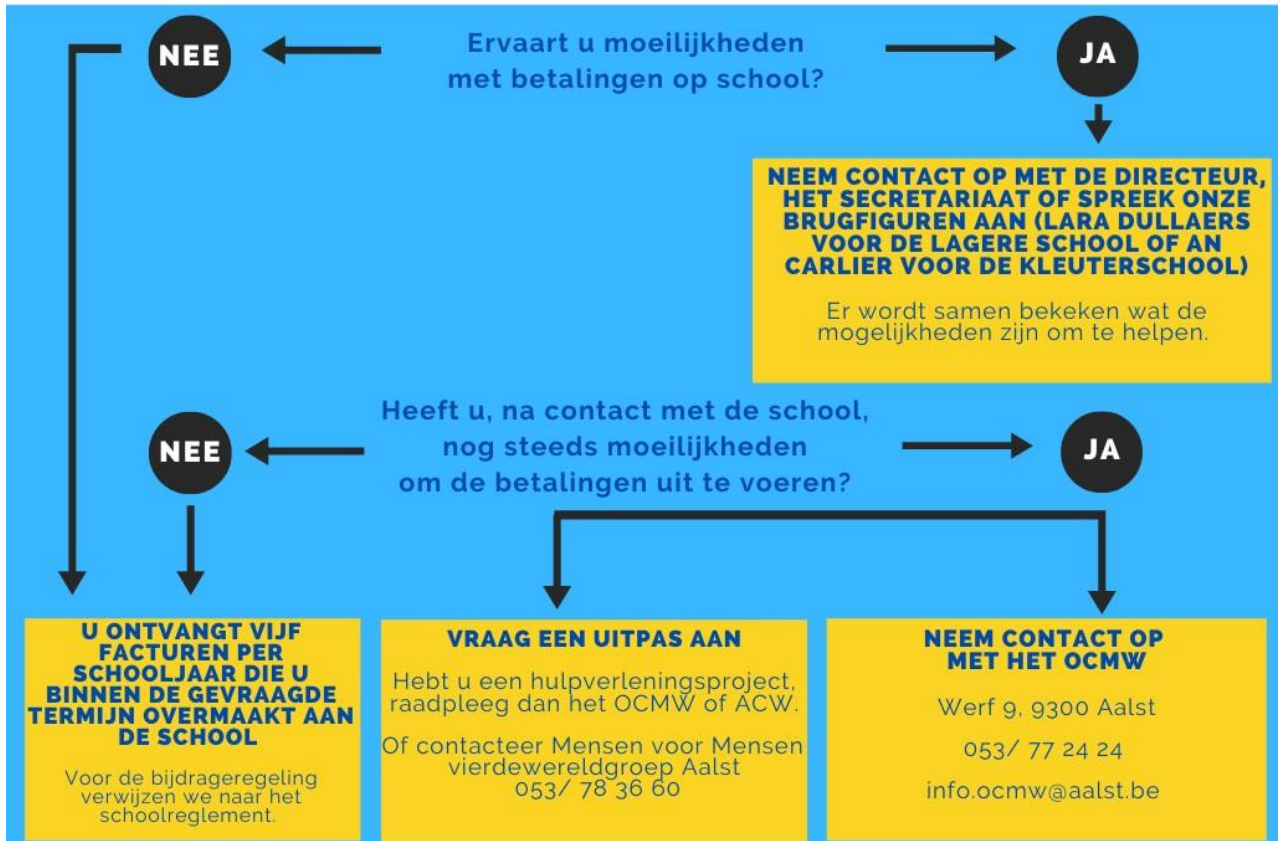 NEE
Ervaart u moeilijkheden
met betalingen op school?
JA
NEEM CONTACT OP MET DE DIRECTEUR,
HET SECRETARIAAT OF SPREEK ONZE
BRUGFIGUREN AAN (LARA DULLAERS
VOOR DE LAGERE SCHOOL OF AN
CARLIER VOOR DE KLEUTERSCHOOL)
Er wordt samen bekeken wat de
mogelijkheden zijn om te helpen.
NEE
Heeft u, na contact met de school,
nog steeds moeilijkheden
om de betalingen uit te voeren?
JA
U ONTVANGT VIJF
FACTUREN PER
SCHOOLJAAR DIE U
BINNEN DE GEVRAAGDE
TERMIJN OVERMAAKT AAN
DE SCHOOL
Voor de bijdrageregeling
verwijzen we naar het
schoolreglement.
VRAAG EEN UITPAS AAN
Hebt u een hulpverleningsproject,
raadpleeg dan het OCMW of ACW.
Of contacteer Mensen voor Mensen
vierdewereldgroep Aalst
053/ 78 36 60
NEEM CONTACT OP
MET HET OCMW
Werf 9, 9300 Aalst
053/ 77 24 24
info.ocmw@aalst.be